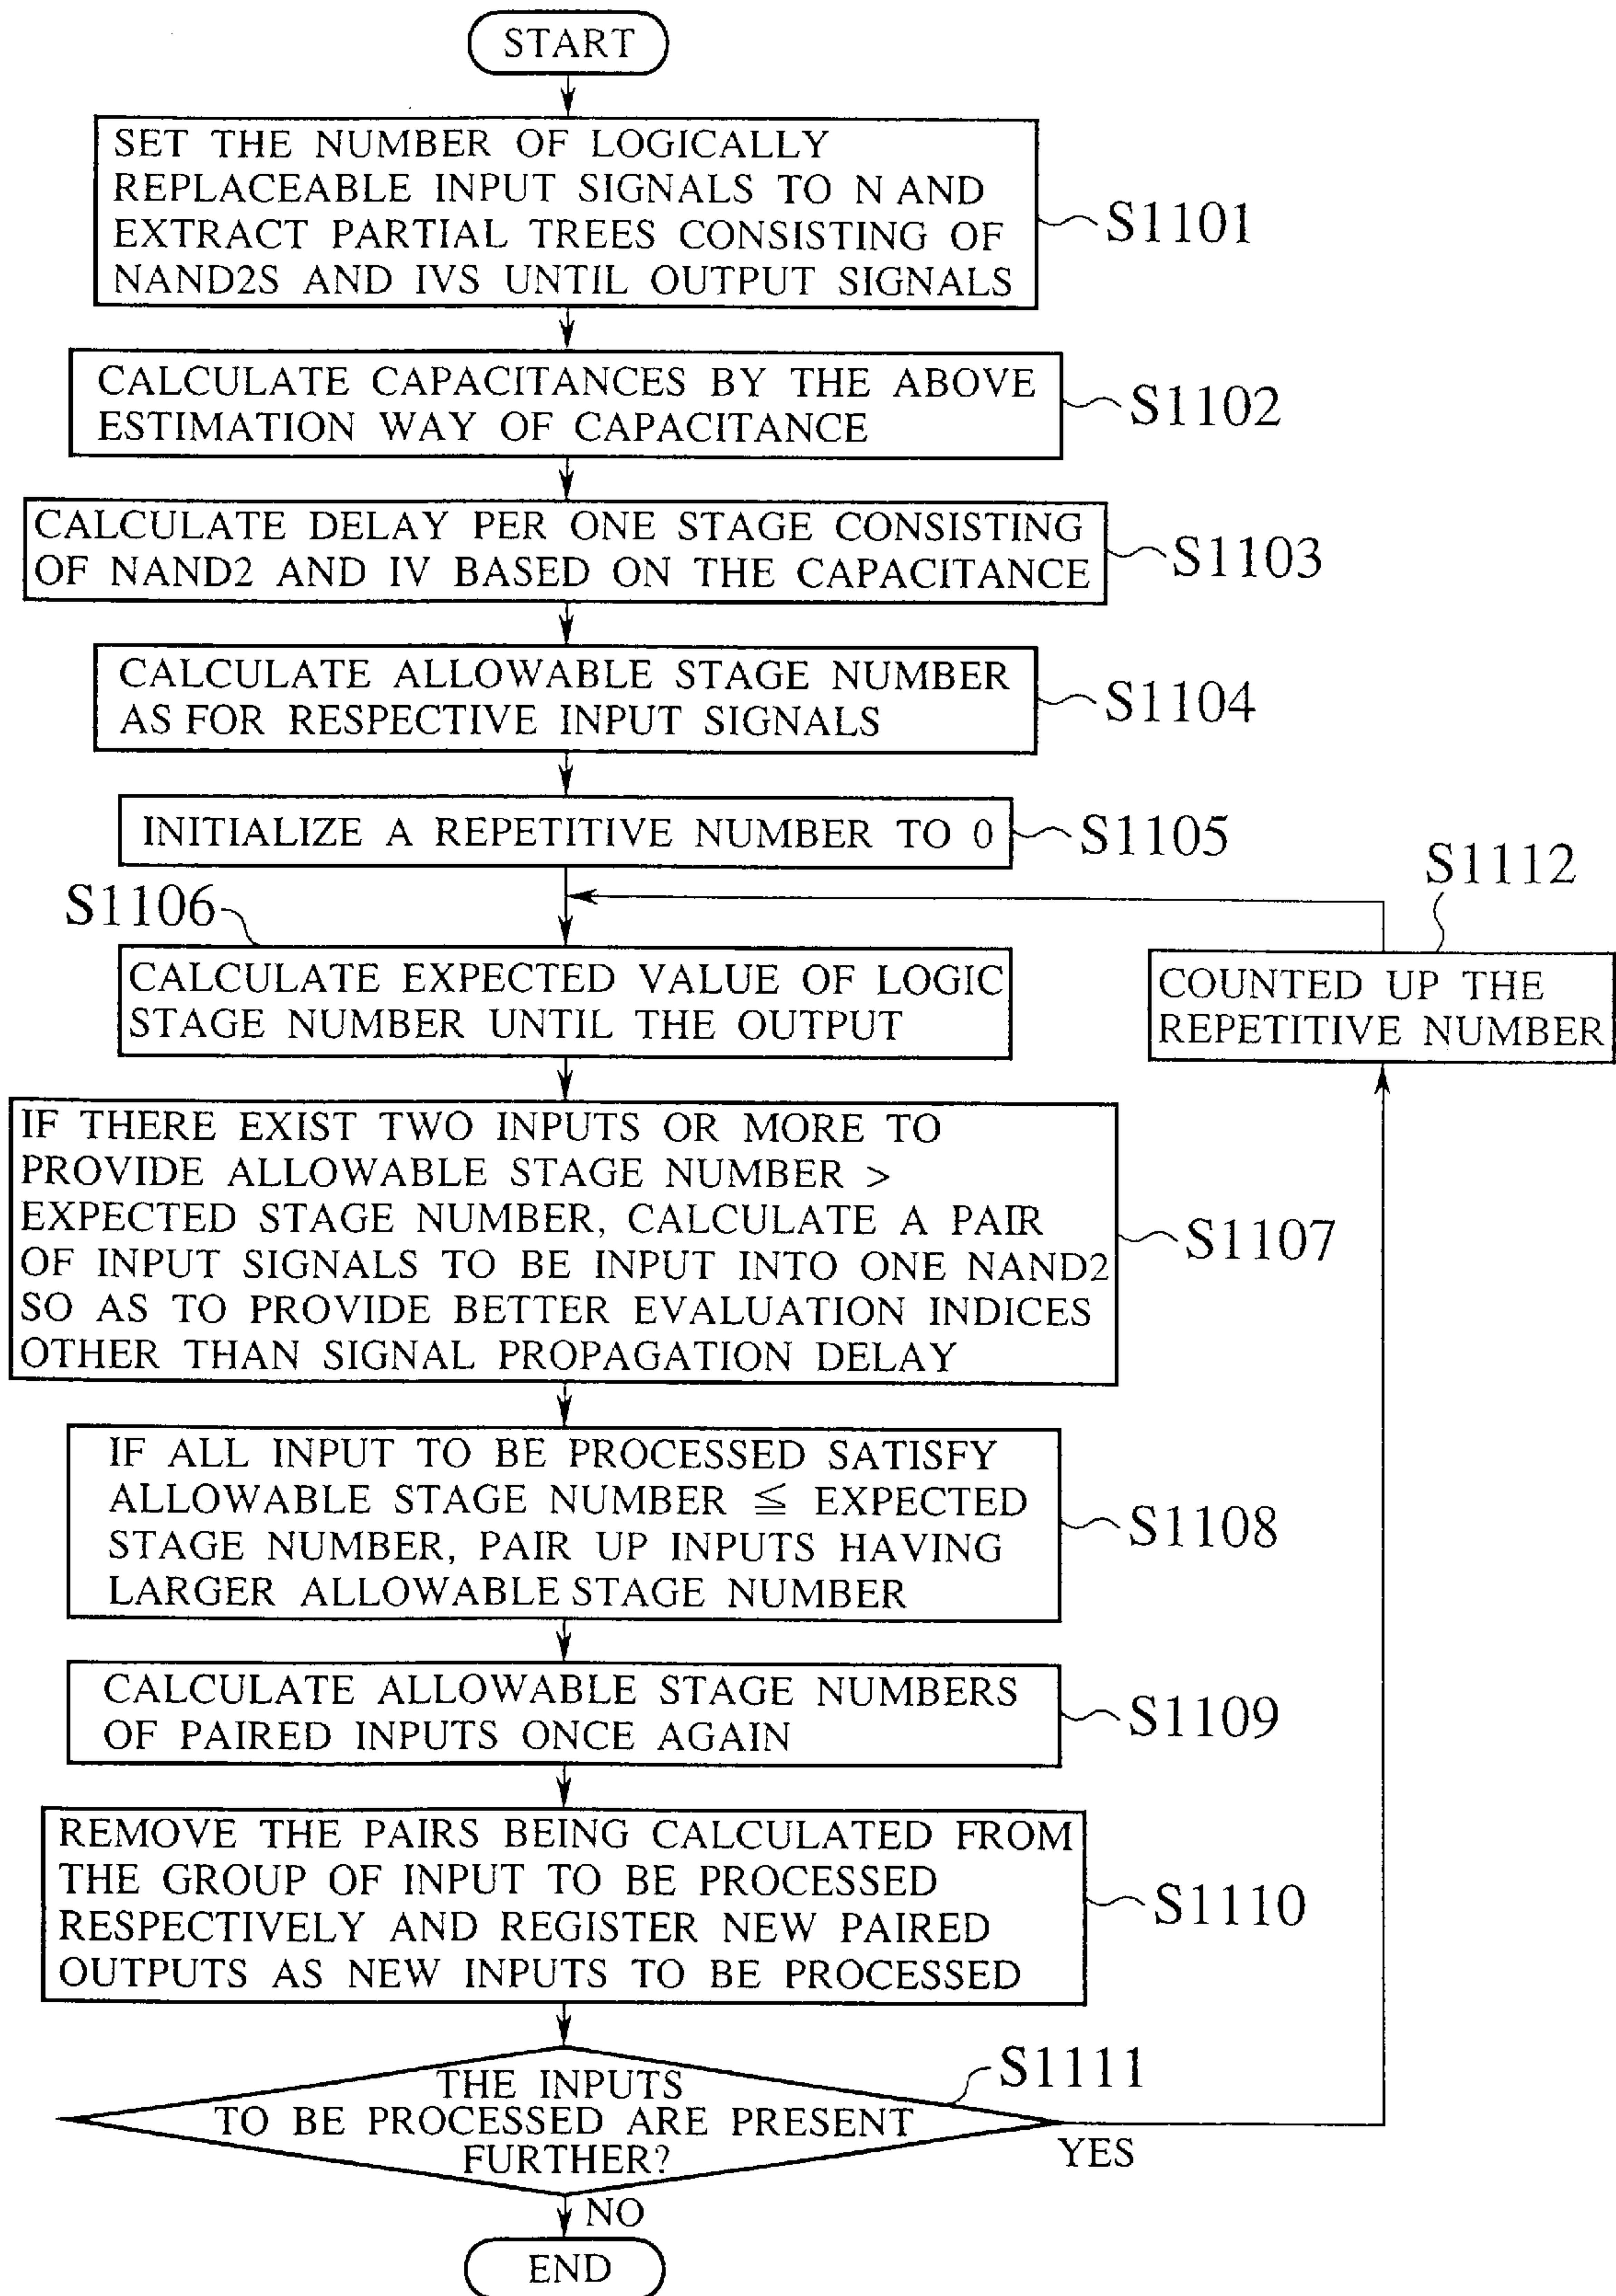 START
SET THE NUMBER OF LOGICALLY
REPLACEABLE INPUT SIGNALS TO N AND
EXTRACT PARTIAL TREES CONSISTING OF
NAND2S AND IVS UNTIL OUTPUT SIGNALS
S1101
CALCULATE CAPACITANCES BY THE ABOVE
ESTIMATION WAY OF CAPACITANCE
S1102
CALCULATE DELAY PER ONE STAGE CONSISTING
OF NAND2 AND IV BASED ON THE CAPACITANCE
S1103
CALCULATE ALLOWABLE STAGE NUMBER
AS FOR RESPECTIVE INPUT SIGNALS
S1104
INITIALIZE A REPETITIVE NUMBER TO 0
S1105
S1112
S1106
CALCULATE EXPECTED VALUE OF LOGIC
STAGE NUMBER UNTIL THE OUTPUT
COUNTED UP THE
REPETITIVE NUMBER
IF THERE EXIST TWO INPUTS OR MORE TO
PROVIDE ALLOWABLE STAGE NUMBER >
EXPECTED STAGE NUMBER, CALCULATE A PAIR
OF INPUT SIGNALS TO BE INPUT INTO ONE NAND2
SO AS TO PROVIDE BETTER EVALUATION INDICES
OTHER THAN SIGNAL PROPAGATION DELAY
S1107
IF ALL INPUT TO BE PROCESSED SATISFY
ALLOWABLE STAGE NUMBER ≦ EXPECTED
STAGE NUMBER, PAIR UP INPUTS HAVING
LARGER ALLOWABLE STAGE NUMBER
S1108
CALCULATE ALLOWABLE STAGE NUMBERS
OF PAIRED INPUTS ONCE AGAIN
S1109
REMOVE THE PAIRS BEING CALCULATED FROM
THE GROUP OF INPUT TO BE PROCESSED
RESPECTIVELY AND REGISTER NEW PAIRED
OUTPUTS AS NEW INPUTS TO BE PROCESSED
S1110
THE INPUTS
TO BE PROCESSED ARE PRESENT
FURTHER?
S1111
YES
NO
END